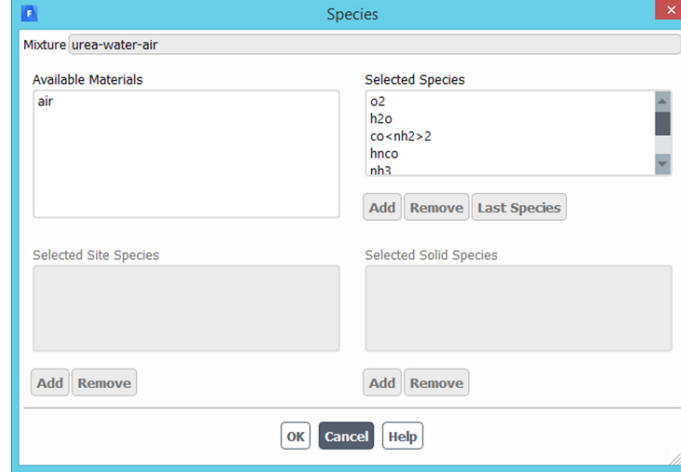 F
Species
Mixture urea-water-air
Available Materials
air
Selected Species
o2
h2o
co<nh2>2
hnco
nh3
Add Remove Last Species
Selected Site Species
Add Remove
Selected Solid Species
Add Remove
OK Cancel Help